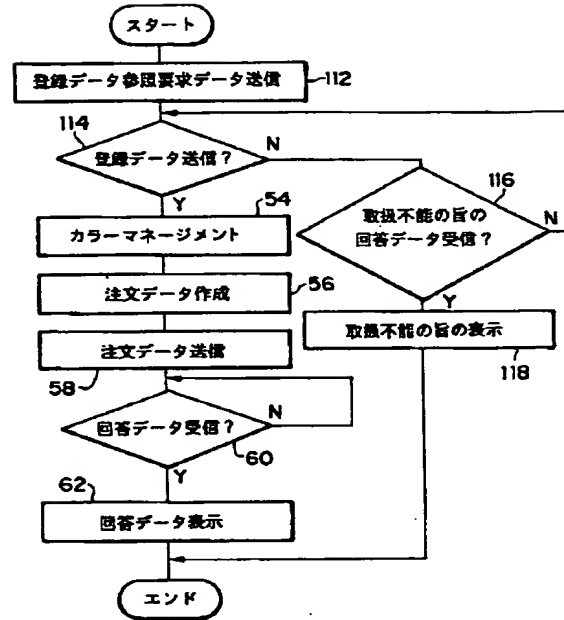 スタート
登録データ参照要求データ送信
112
114
登録データ送信?
N
Y
116
取扱不能の旨の
回答データ受信?
N
Y
54
カラーマネージメント
注文データ作成
56
取扱不能の旨の表示
118
注文データ送信
58
回答データ受信?
N
60
Y
62
回答データ表示
エンド